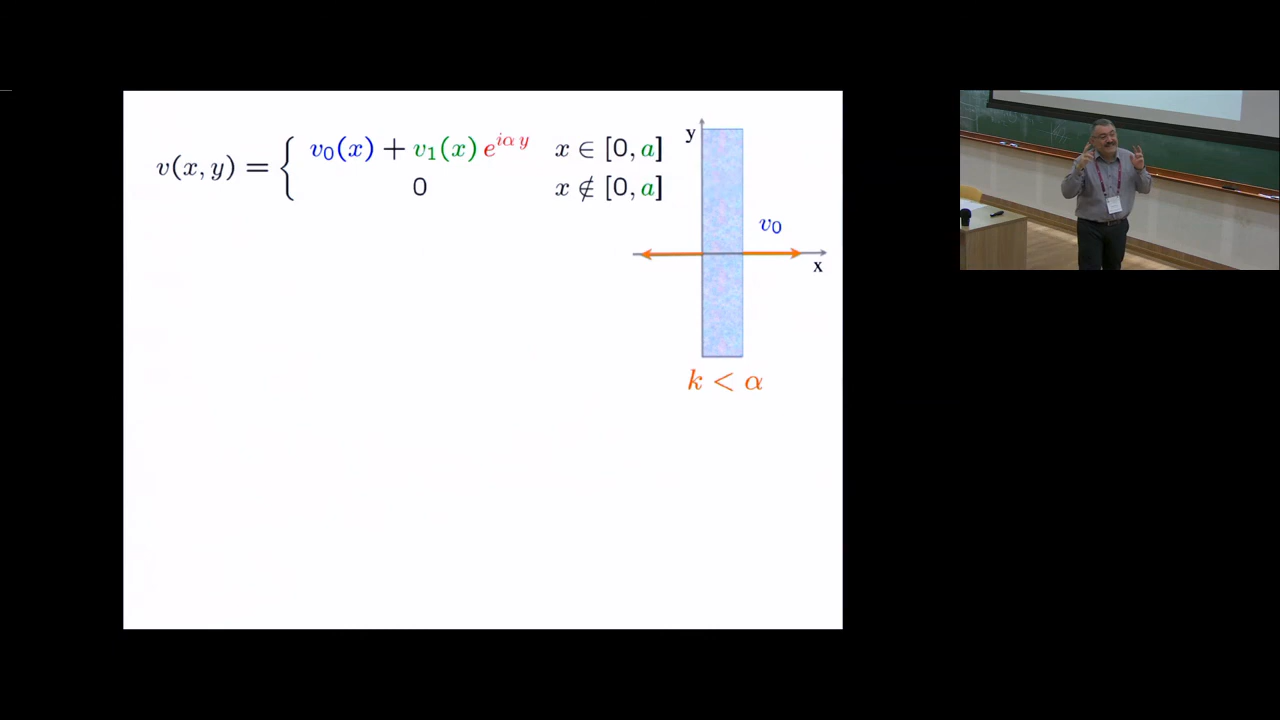 v(x, y) = { v₀(x) + v₁(x) e^{iα y} x ∈ [0, a]
0 x ∉ [0, a]
y
v₀
x
k < α